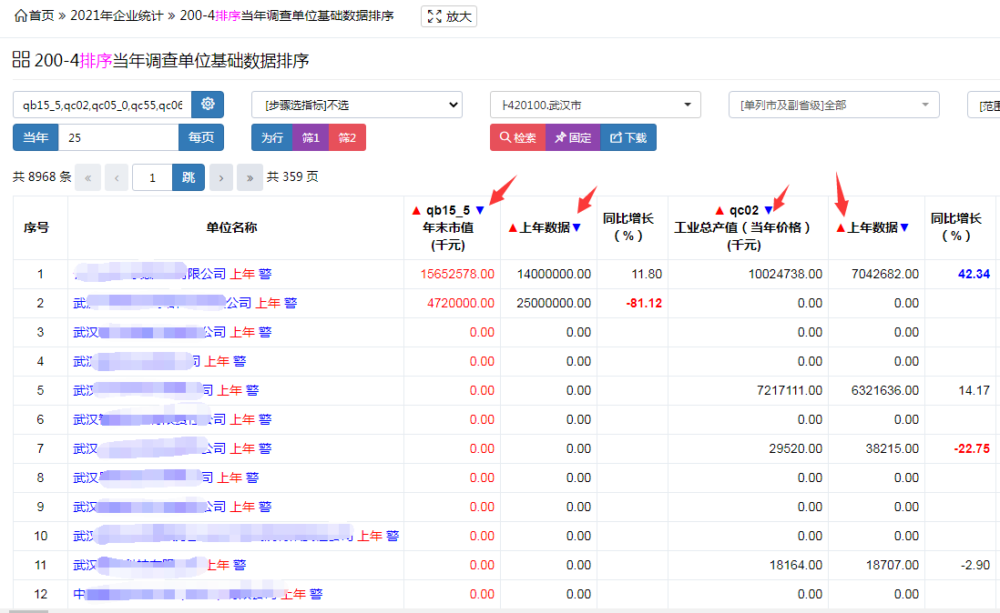 首页 » 2021年企业统计 » 200-4排序当年调查单位基础数据排序 放大
200-4排序当年调查单位基础数据排序
qb15_5,qc02,qc05_0,qc55,qc06 [步骤选指标]不选 ├420100.武汉市 [单列市及副省级]全部 [范围
当年 25 每页 为行 筛1 筛2 检索 固定 下载
共 8968 条 « ‹ 1 跳 › » 共 359 页
序号 单位名称 ▲ qb15_5 ▼ 年末市值 (千元) ▲上年数据▼ 同比增长 (%) ▲ qc02 ▼ 工业总产值(当年价格) (千元) ▲上年数据▼ 同比增长 (%)
1 有限公司 上年 警 15652578.00 14000000.00 11.80 10024738.00 7042682.00 42.34
2 武 公司 上年 警 4720000.00 25000000.00 -81.12 0.00 0.00
3 武汉 公司 上年 警 0.00 0.00 0.00 0.00
4 武汉 司 上年 警 0.00 0.00 0.00 0.00
5 武汉 司 上年 警 0.00 0.00 7217111.00 6321636.00 14.17
6 武汉 公司 上年 警 0.00 0.00 0.00 0.00
7 武汉 公司 上年 警 0.00 0.00 29520.00 38215.00 -22.75
8 武汉 司 上年 警 0.00 0.00 0.00 0.00
9 武汉 公司 上年 警 0.00 0.00 0.00 0.00
10 武汉 上年 警 0.00 0.00 0.00 0.00
11 武汉 上年 警 0.00 0.00 18164.00 18707.00 -2.90
12 中 上年 警 0.00 0.00 0.00 0.00